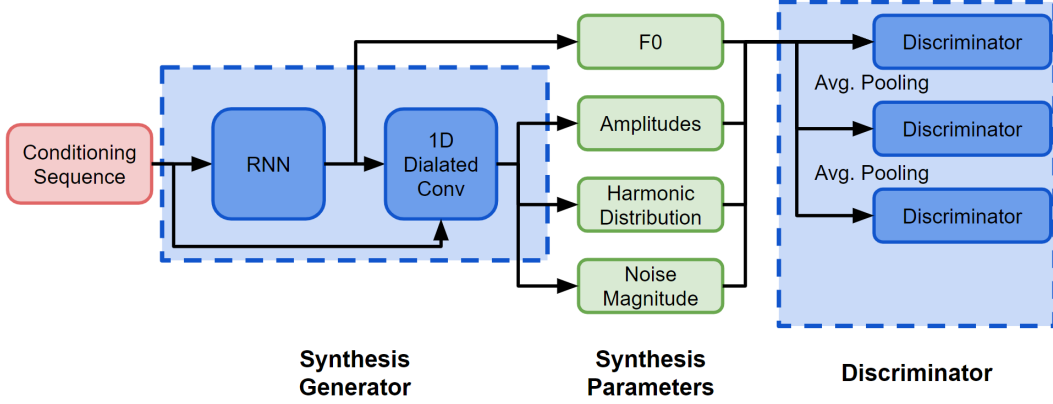 Conditioning
Sequence
RNN
1D
Dialated
Conv
F0
Amplitudes
Harmonic
Distribution
Noise
Magnitude
Discriminator
Avg. Pooling
Discriminator
Avg. Pooling
Discriminator
Synthesis
Generator
Synthesis
Parameters
Discriminator